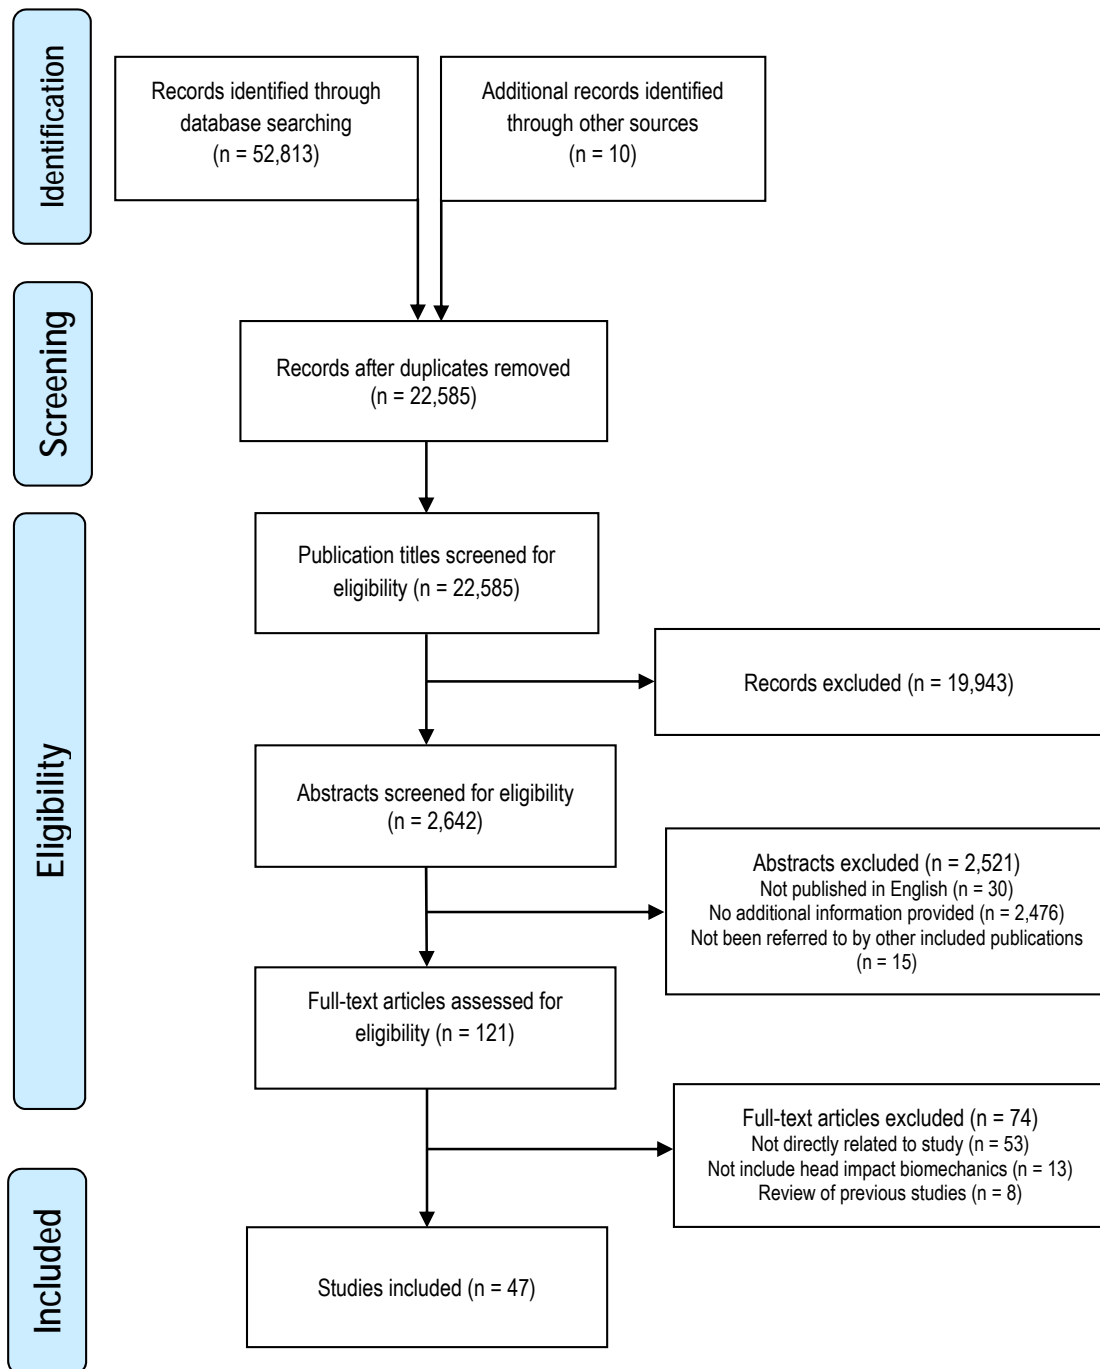 Identification
Records identified through
database searching
(n = 52,813)
Additional records identified
through other sources
(n = 10)
Screening
Records after duplicates removed
(n = 22,585)
Eligibility
Publication titles screened for
eligibility (n = 22,585)
Records excluded (n = 19,943)
Abstracts screened for eligibility
(n = 2,642)
Abstracts excluded (n = 2,521)
Not published in English (n = 30)
No additional information provided (n = 2,476)
Not been referred to by other included publications
(n = 15)
Full-text articles assessed for
eligibility (n = 121)
Full-text articles excluded (n = 74)
Not directly related to study (n = 53)
Not include head impact biomechanics (n = 13)
Review of previous studies (n = 8)
Included
Studies included (n = 47)